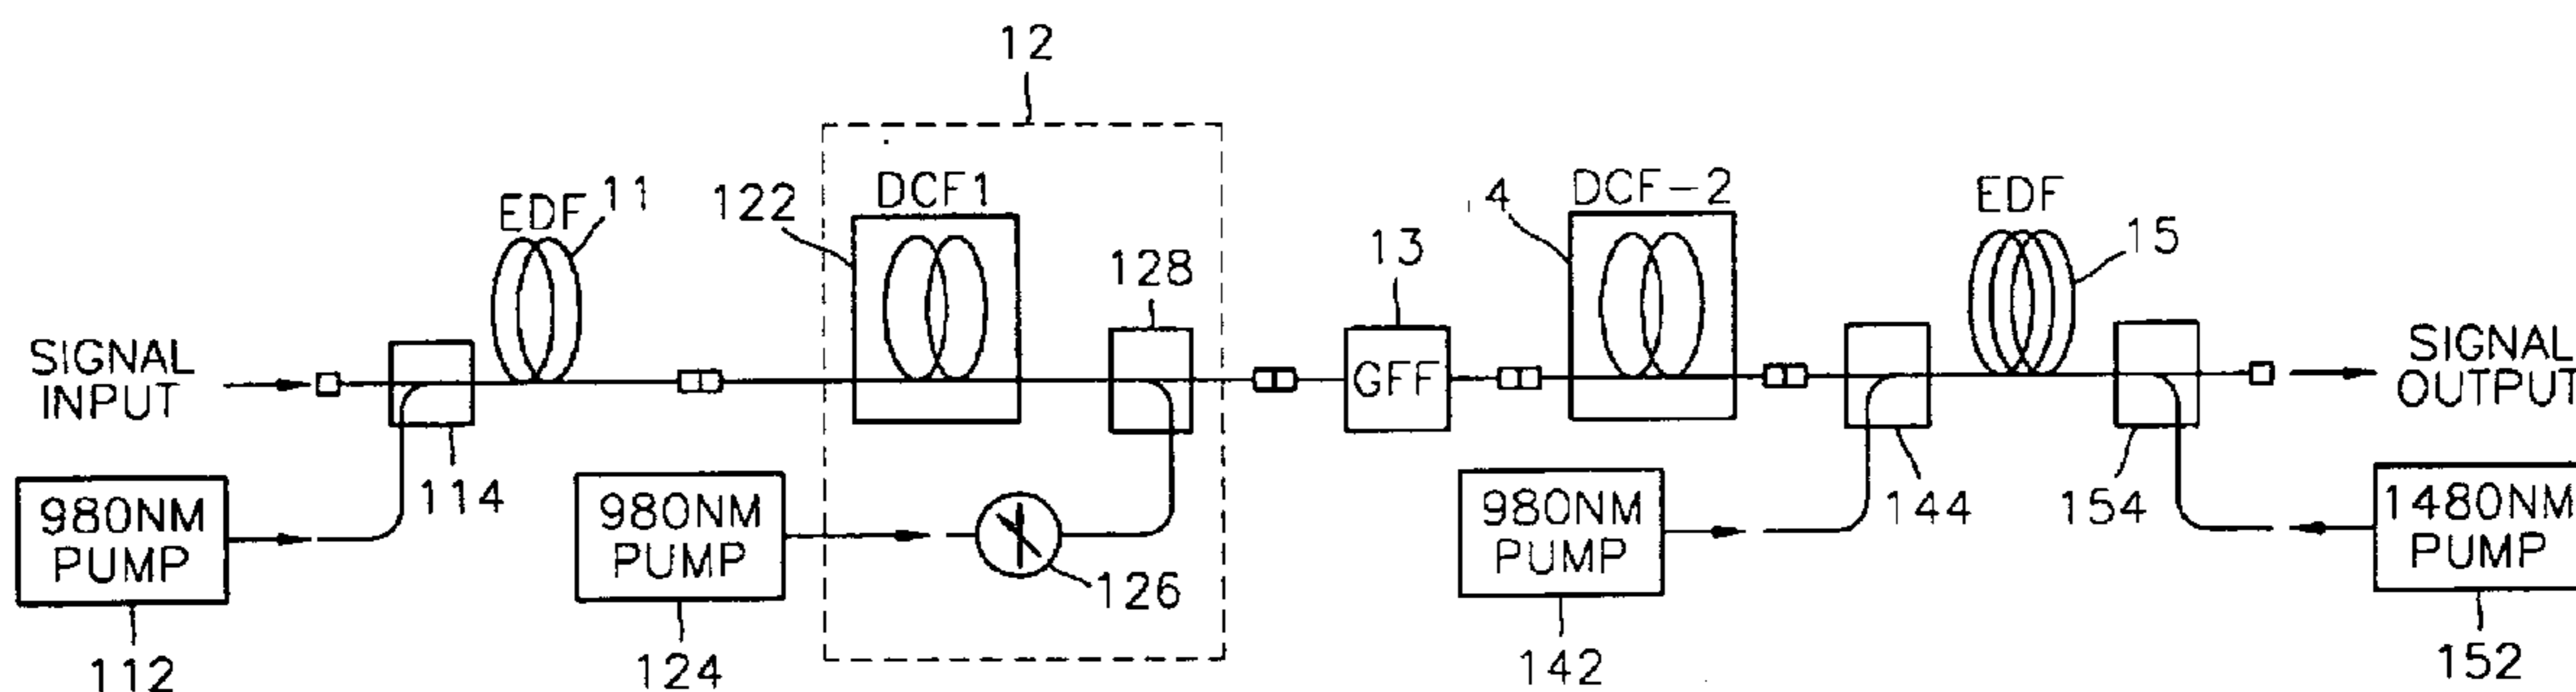 12
EDF
11
122
DCF1
128
13
4
DCF-2
EDF
15
SIGNAL
INPUT
GFF
SIGNAL
OUTPUT
114
980NM
PUMP
112
980NM
PUMP
124
126
980NM
PUMP
142
144
154
1480NM
PUMP
152